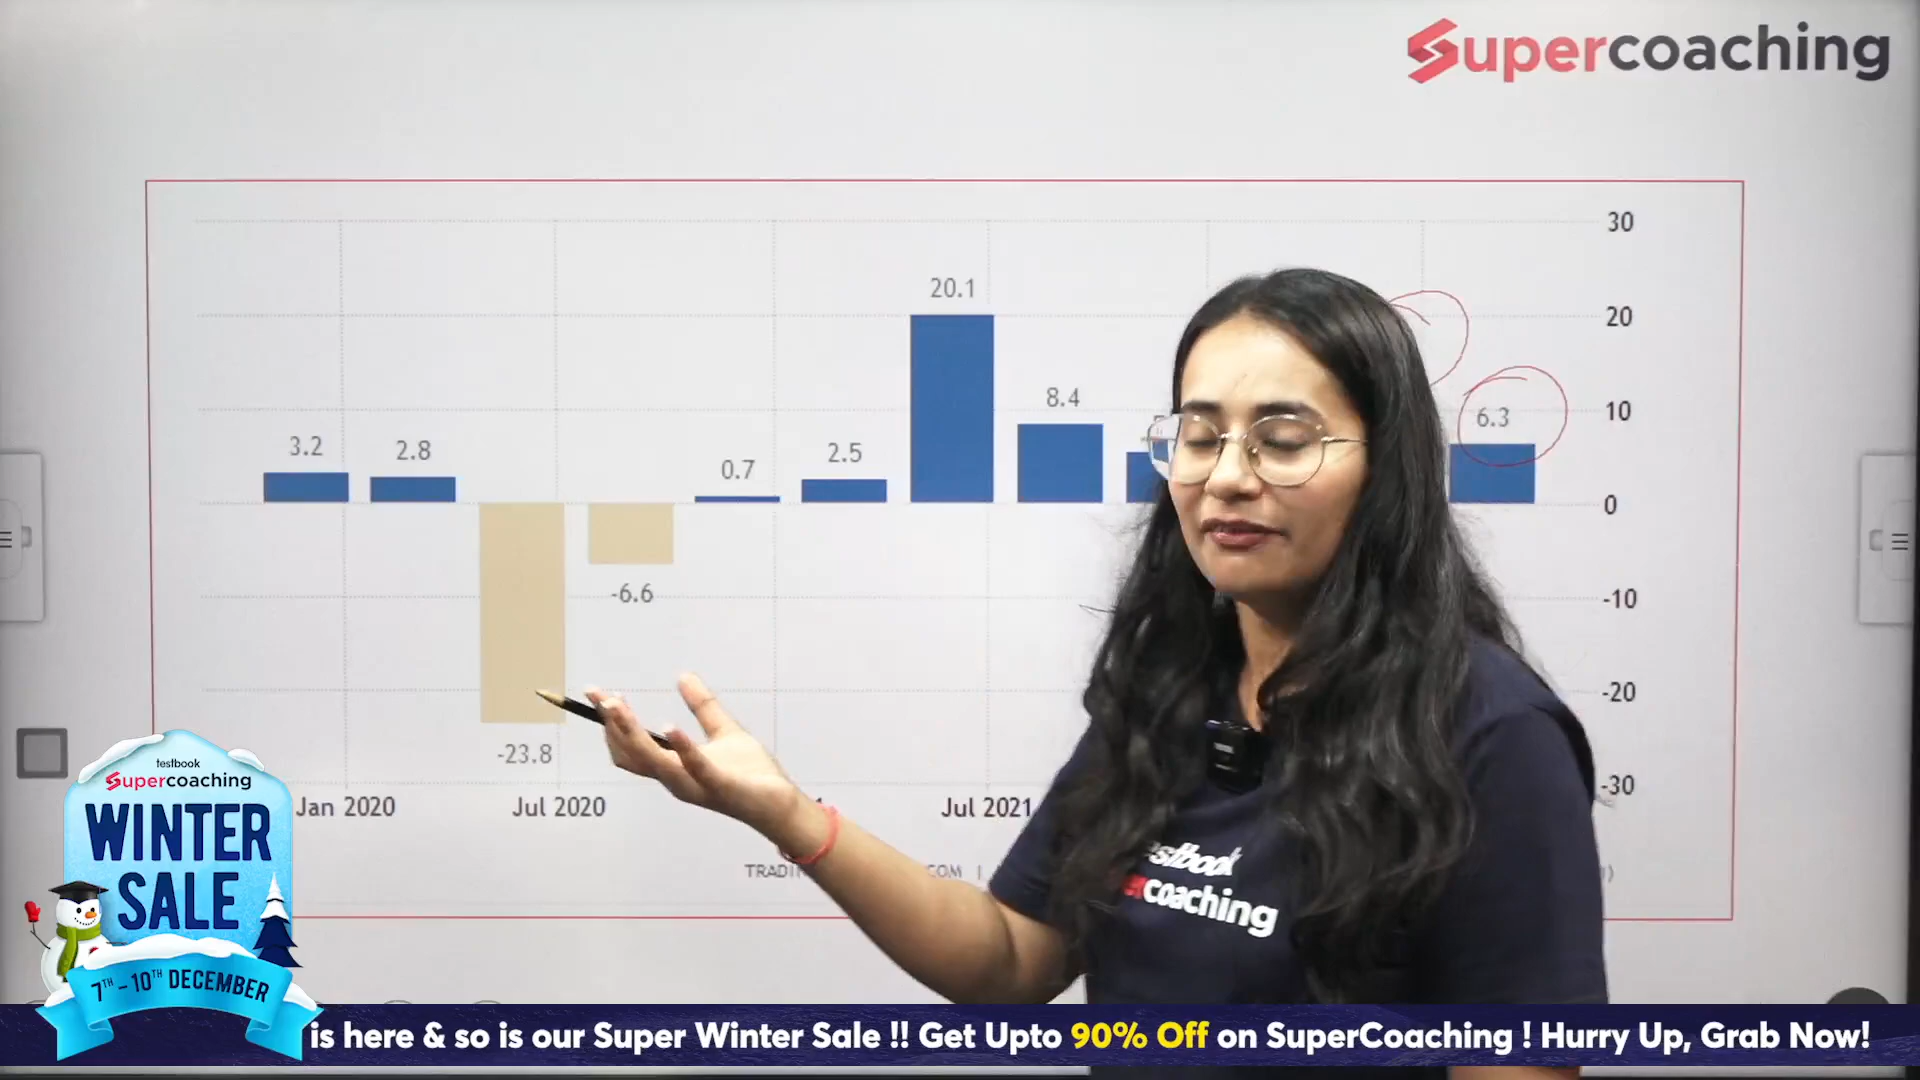 Supercoaching
30
20.1
20
8.4
10
6.3
3.2
2.8
0.7
2.5
0
-6.6
-10
-20
-23.8
-30
Jan 2020
Jul 2020
Jul 2021
testbook
Supercoaching
WINTER
SALE
7TH - 10TH DECEMBER
coaching
is here & so is our Super Winter Sale !! Get Upto 90% Off on SuperCoaching ! Hurry Up, Grab Now!